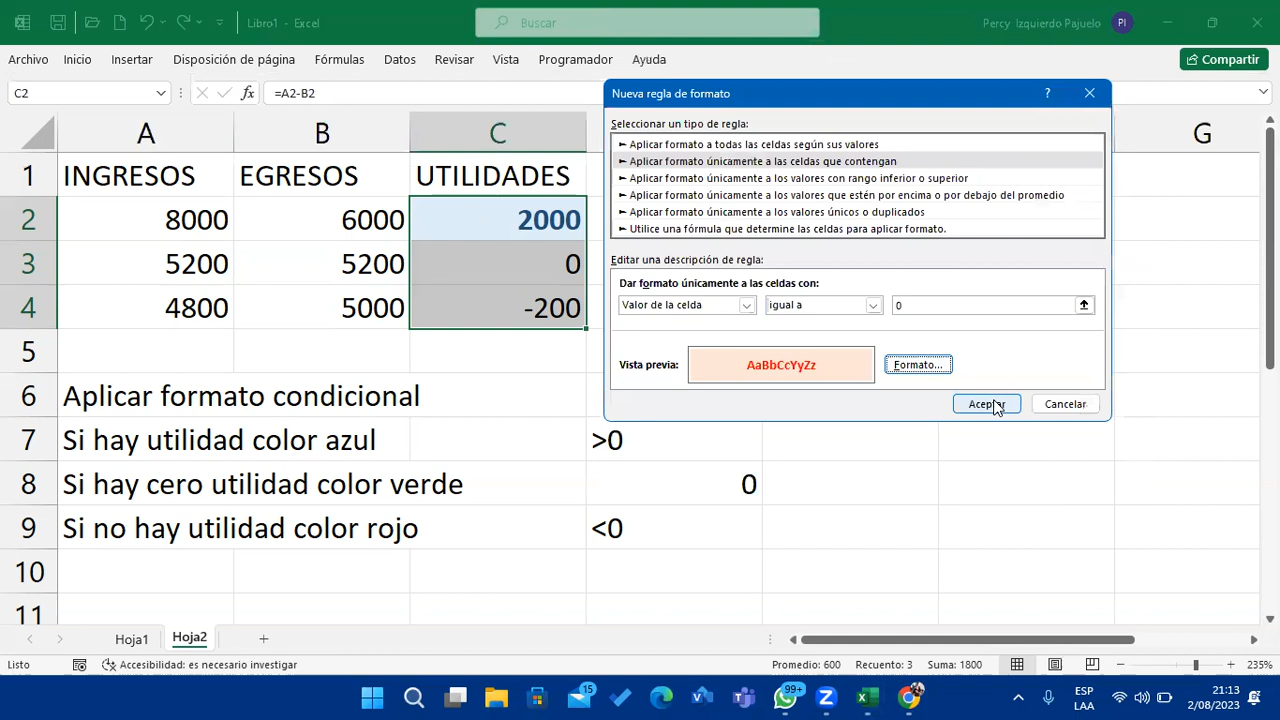 Libro1 - Excel
Buscar
Percy Izquierdo Pajuelo
PI
Archivo Inicio Insertar Disposición de página Fórmulas Datos Revisar Vista Programador Ayuda
Compartir
C2
fx
=A2-B2
A B C G
1 INGRESOS EGRESOS UTILIDADES
2 8000 6000 2000
3 5200 5200 0
4 4800 5000 -200
5
6 Aplicar formato condicional
7 Si hay utilidad color azul >0
8 Si hay cero utilidad color verde 0
9 Si no hay utilidad color rojo <0
10
11
Nueva regla de formato
?
Seleccionar un tipo de regla:
► Aplicar formato a todas las celdas según sus valores
► Aplicar formato únicamente a las celdas que contengan
► Aplicar formato únicamente a los valores con rango inferior o superior
► Aplicar formato únicamente a los valores que estén por encima o por debajo del promedio
► Aplicar formato únicamente a los valores únicos o duplicados
► Utilice una fórmula que determine las celdas para aplicar formato.
Editar una descripción de regla:
Dar formato únicamente a las celdas con:
Valor de la celda igual a 0
Vista previa: AaBbCcYyZz Formato...
Aceptar Cancelar
Hoja1 Hoja2
Listo Accesibilidad: es necesario investigar Promedio: 600 Recuento: 3 Suma: 1800 235%
15
99+
ESP
LAA
21:13
2/08/2023